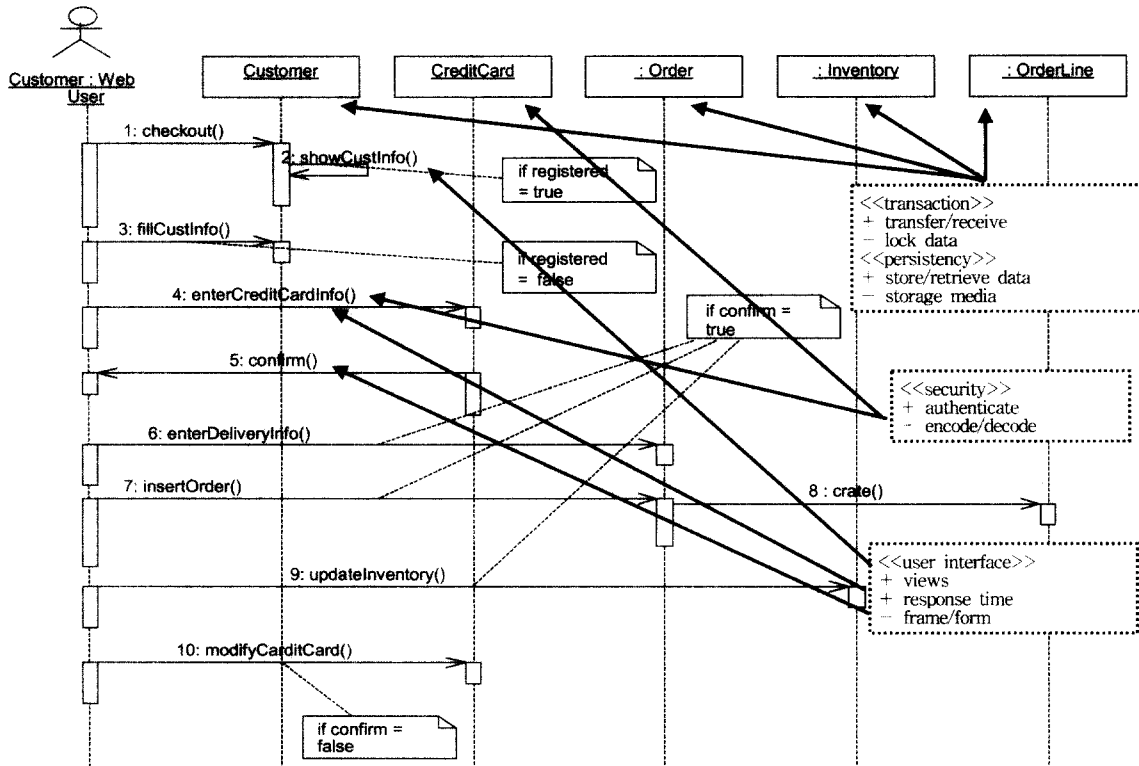 Customer : Web
User
Customer
CreditCard
: Order
: Inventory
: OrderLine
1: checkout()
2: showCustInfo()
if registered
= true
<<transaction>>
+ transfer/receive
− lock data
<<persistency>>
+ store/retrieve data
− storage media
3: fillCustInfo()
if registered
= false
4: enterCreditCardInfo()
if confirm =
true
5: confirm()
<<security>>
+ authenticate
− encode/decode
6: enterDeliveryInfo()
7: insertOrder()
8 : crate()
<<user interface>>
+ views
+ response time
− frame/form
9: updateInventory()
10: modifyCarditCard()
if confirm =
false